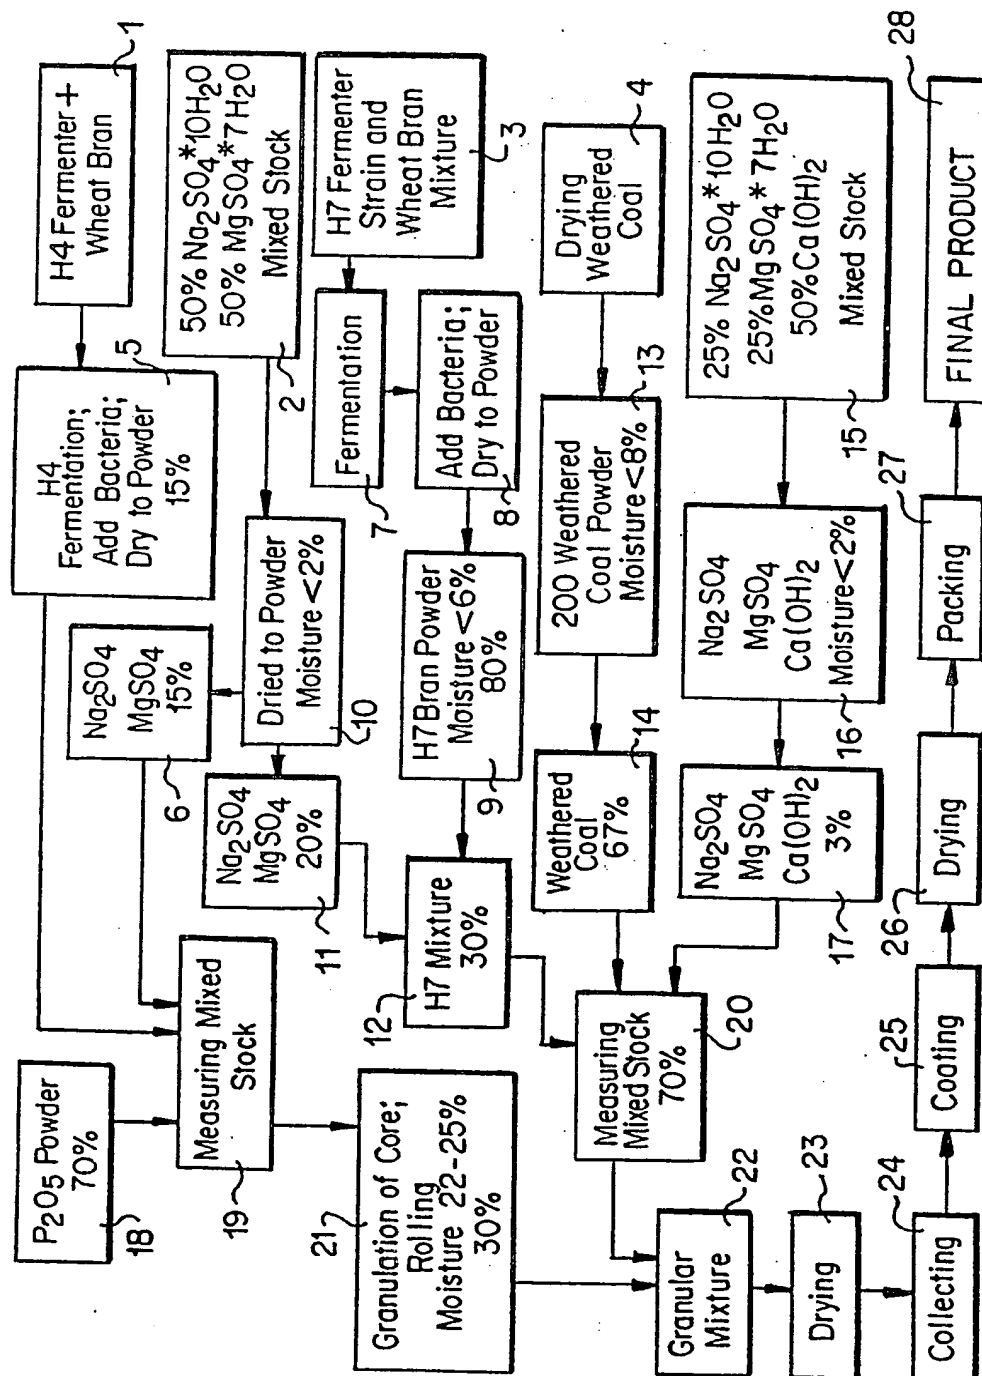 H4 Fermenter +
Wheat Bran
1
50% Na2SO4*10H2O
50% MgSO4*7H2O
Mixed Stock
2
H7 Fermenter
Strain and
Wheat Bran
Mixture
3
Drying
Weathered
Coal
4
25% Na2SO4*10H2O
25% MgSO4*7H2O
50% Ca(OH)2
Mixed Stock
15
H4
Fermentation;
Add Bacteria;
Dry to Powder
15%
5
Fermentation
7
Add Bacteria;
Dry to Powder
8
Na2SO4
MgSO4
15%
6
Dried to Powder
Moisture <2%
10
Na2SO4
MgSO4
20%
11
H7 Bran Powder
Moisture <6%
80%
9
200 Weathered
Coal Powder
Moisture <8%
13
Na2SO4
MgSO4
Ca(OH)2
Moisture <2%
16
H7 Mixture
30%
12
Weathered
Coal
67%
14
Na2SO4
MgSO4
Ca(OH)2
3%
17
P2O5 Powder
70%
18
Measuring Mixed
Stock
19
Measuring
Mixed Stock
70%
20
Granulation of Core;
Rolling
Moisture 22-25%
30%
21
Granular
Mixture
22
Drying
23
Collecting
24
Coating
25
Drying
26
Packing
27
FINAL PRODUCT
28